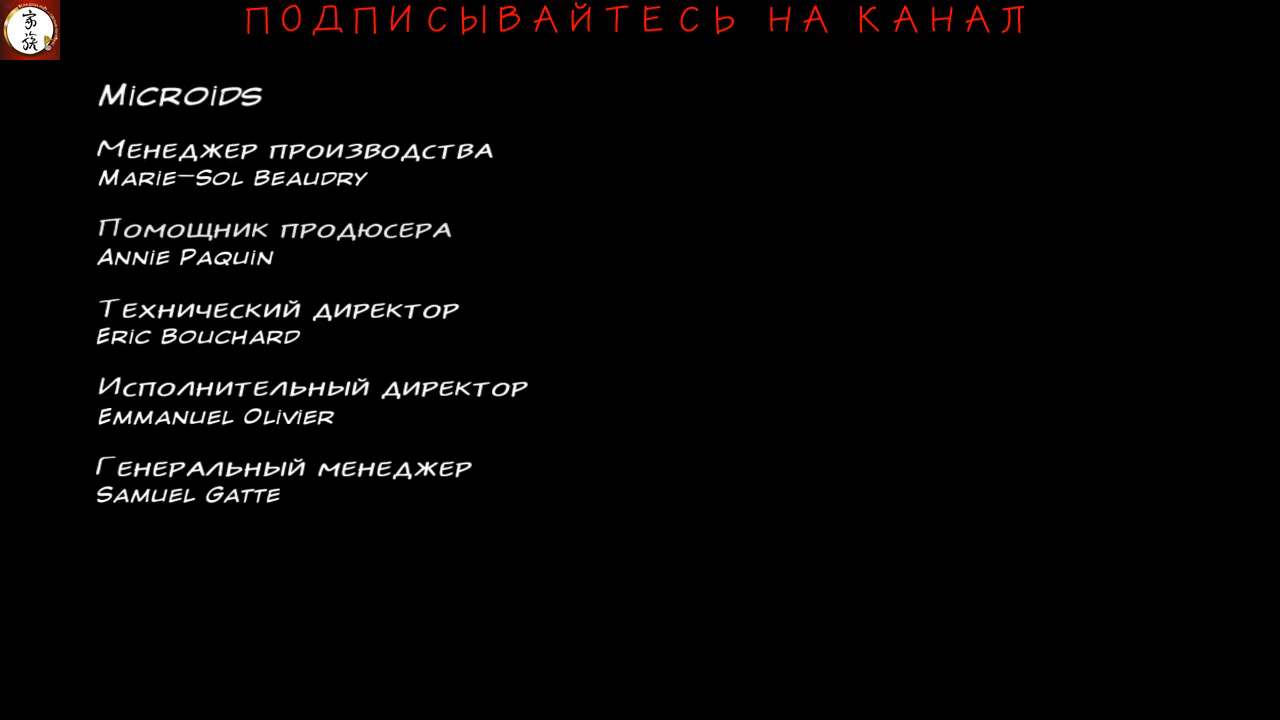 ПОДПИСЫВАЙТЕСЬ НА КАНАЛ
Microids
Менеджер производства
Marie-Sol Beaudry
Помощник продюсера
Annie Paquin
Технический директор
Eric Bouchard
Исполнительный директор
Emmanuel Olivier
Генеральный менеджер
Samuel Gatte